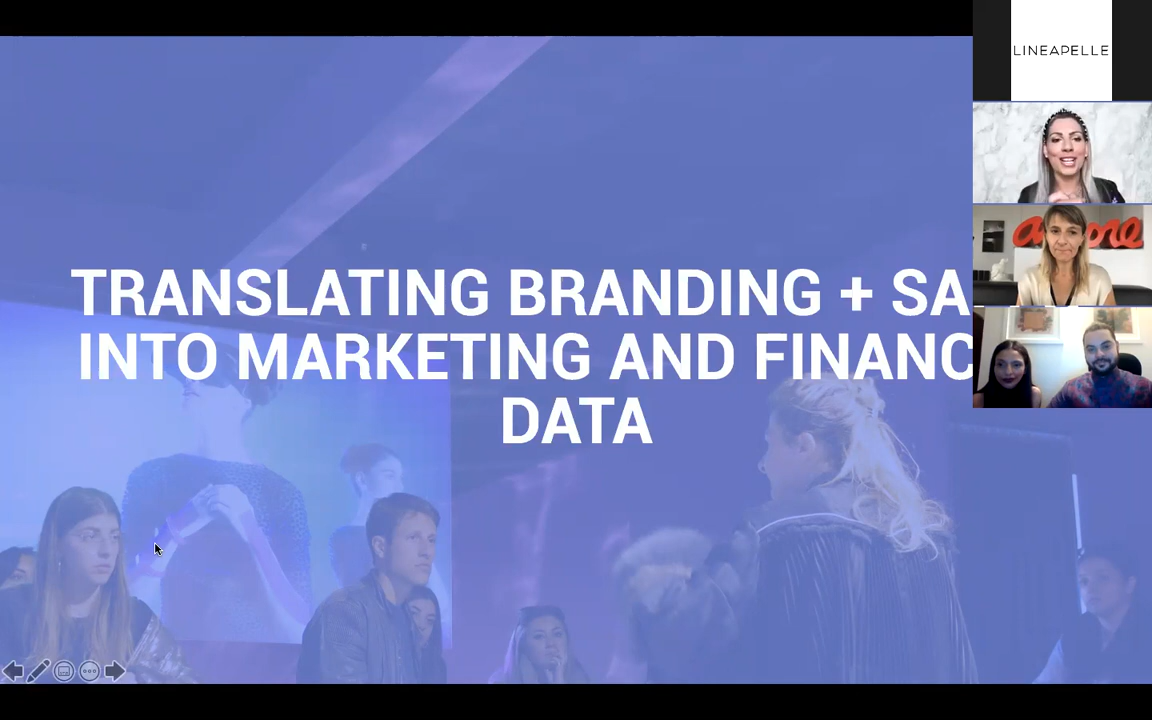 LINEAPELLE
TRANSLATING BRANDING + SA
INTO MARKETING AND FINANC
DATA